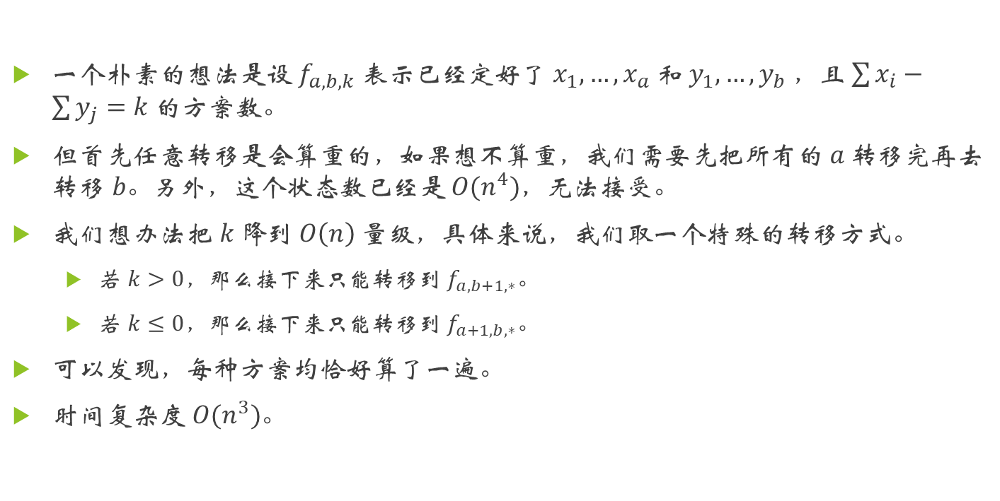 一个朴素的想法是设 f_{a,b,k} 表示已经定好了 x_1, …, x_a 和 y_1, …, y_b ，且 ∑ x_i −
∑ y_j = k 的方案数。
但首先任意转移是会算重的，如果想不算重，我们需要先把所有的 a 转移完再去
转移 b。另外，这个状态数已经是 O(n^4)，无法接受。
我们想办法把 k 降到 O(n) 量级，具体来说，我们取一个特殊的转移方式。
若 k > 0，那么接下来只能转移到 f_{a,b+1,*}。
若 k ≤ 0，那么接下来只能转移到 f_{a+1,b,*}。
可以发现，每种方案均恰好算了一遍。
时间复杂度 O(n^3)。